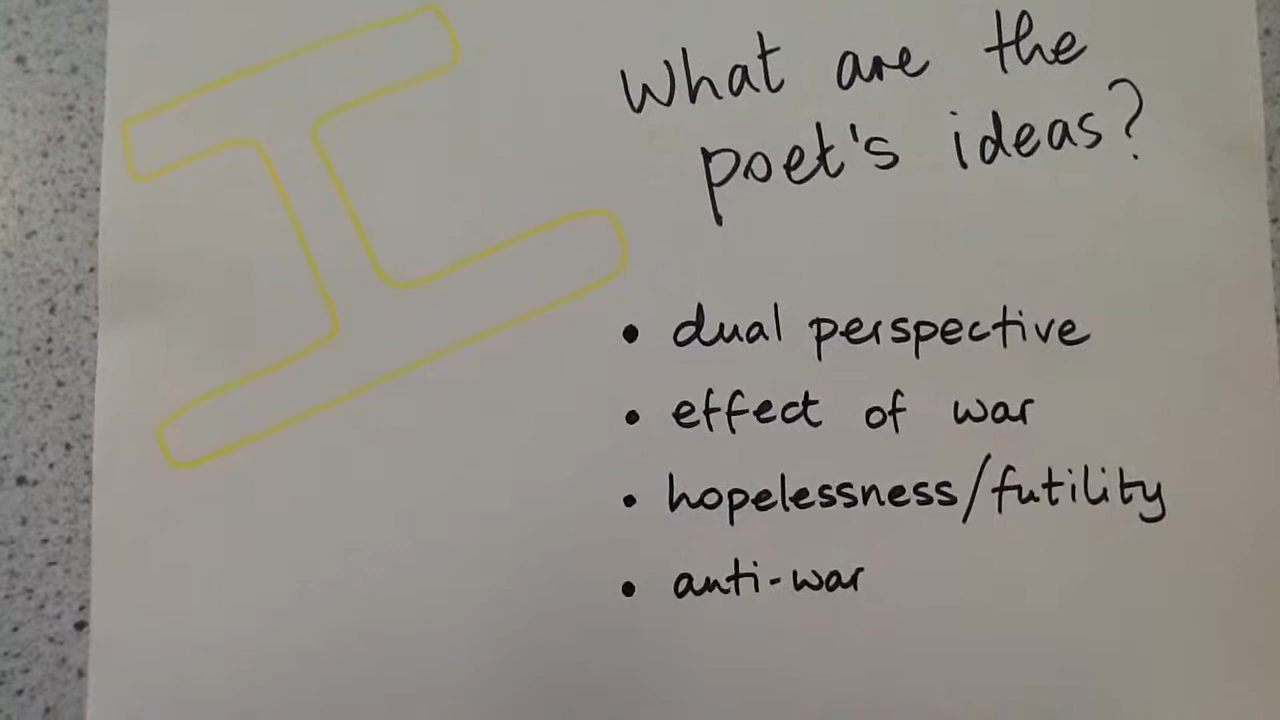 I
What are the
poet's ideas?
• dual perspective
• effect of war
• hopelessness/futility
• anti-war